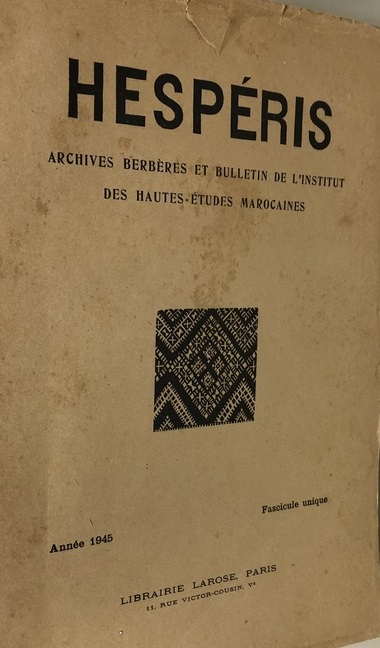 HESPÉRIS
ARCHIVES BERBÈRES ET BULLETIN DE L'INSTITUT
DES HAUTES-ÉTUDES MAROCAINES
Fascicule unique
Année 1945
LIBRAIRIE LAROSE, PARIS
11, RUE VICTOR-COUSIN, Vᵉ